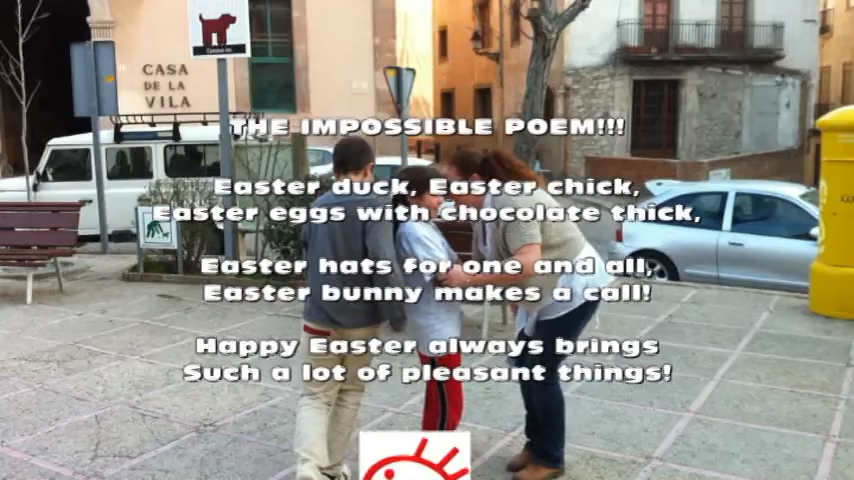 CASA
DE LA
VILA
THE IMPOSSIBLE POEM!!!
Easter duck, Easter chick,
Easter eggs with chocolate thick,
Easter hats for one and all,
Easter bunny makes a call!
Happy Easter always brings
Such a lot of pleasant things!